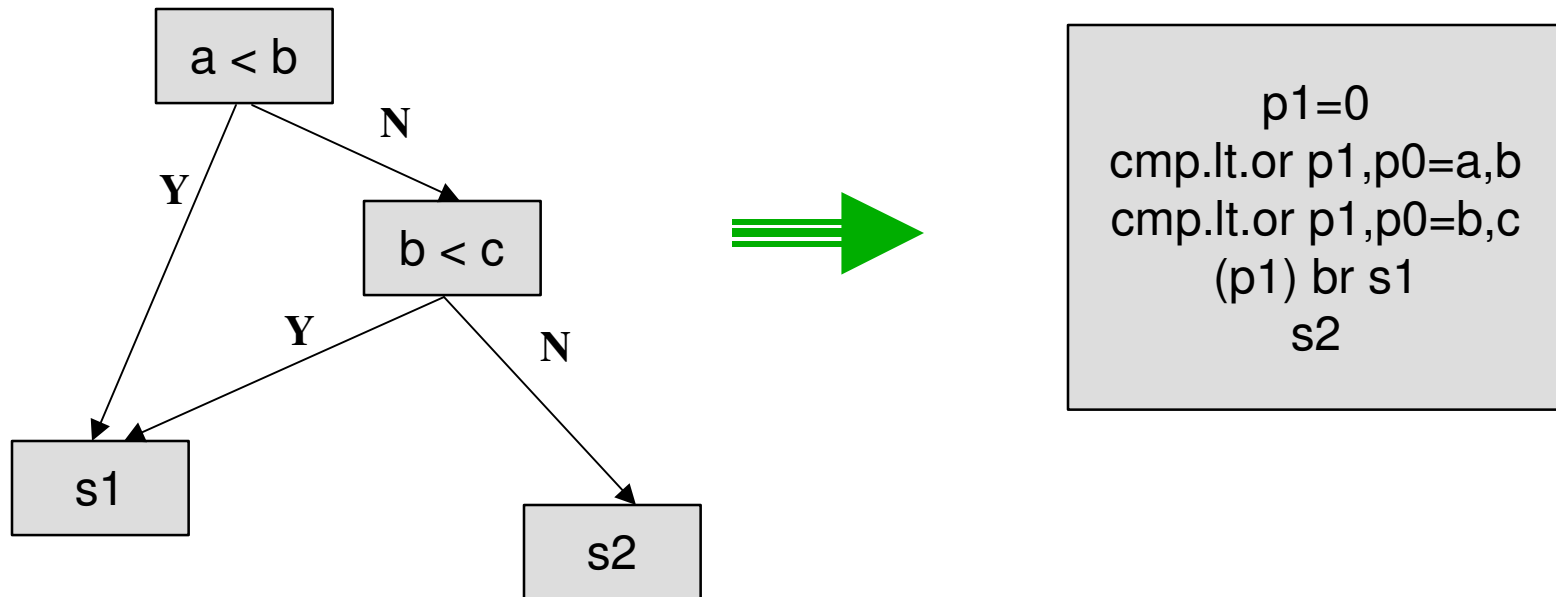 a < b
N
Y
b < c
Y
N
s1
s2
p1=0
cmp.lt.or p1,p0=a,b
cmp.lt.or p1,p0=b,c
(p1) br s1
s2